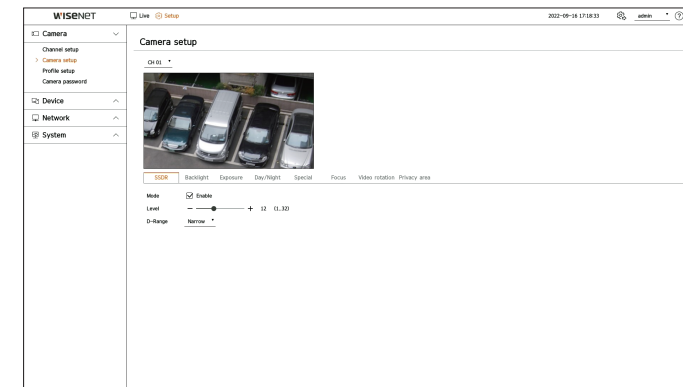 WISENET
Live Setup 2022-09-16 17:18:33 admin ?
Camera
Channel setup
> Camera setup
Profile setup
Camera password
Device
Network
System
Camera setup
CH 01
SSDR Backlight Exposure Day/Night Special Focus Video rotation Privacy area
Mode Enable
Level − + 12 (1..32)
D-Range Narrow